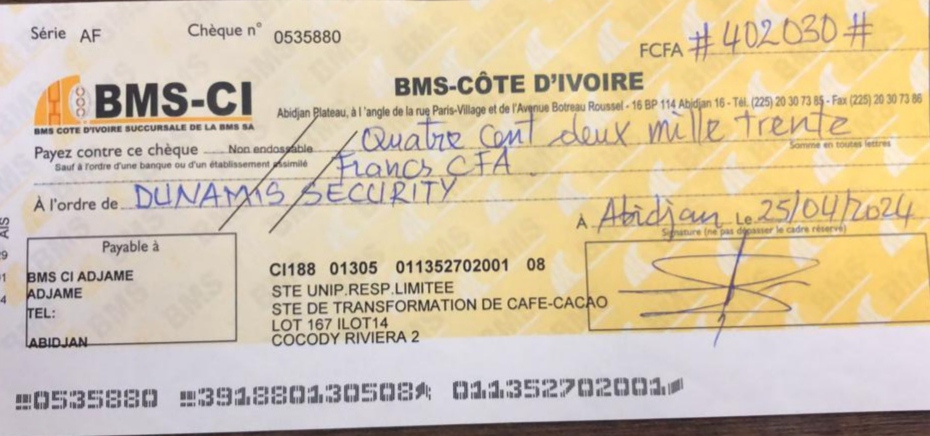 Série AF Chèque n° 0535880
FCFA # 402030 #
BMS-CI
BMS COTE D'IVOIRE SUCCURSALE DE LA BMS SA
BMS-CÔTE D'IVOIRE
Abidjan Plateau, à l'angle de la rue Paris-Village et de l'Avenue Botreau Roussel - 16 BP 114 Abidjan 16 - Tél. (225) 20 30 73 85 - Fax (225) 20 30 73 86
Payez contre ce chèque Non endossable Quatre cent deux mille trente
Sauf à l'ordre d'une banque ou d'un établissement assimilé
Somme en toutes lettres
Francs CFA.
À l'ordre de DUNAMIS SECURITY
À Abidjan Le 25/04/2024
Signature (ne pas dépasser le cadre réservé)
Payable à
BMS CI ADJAME
ADJAME
TEL:
ABIDJAN
CI188 01305 011352702001 08
STE UNIP.RESP.LIMITEE
STE DE TRANSFORMATION DE CAFE-CACAO
LOT 167 ILOT14
COCODY RIVIERA 2
AIS
29
01
4
0535880 391880130508 011352702001